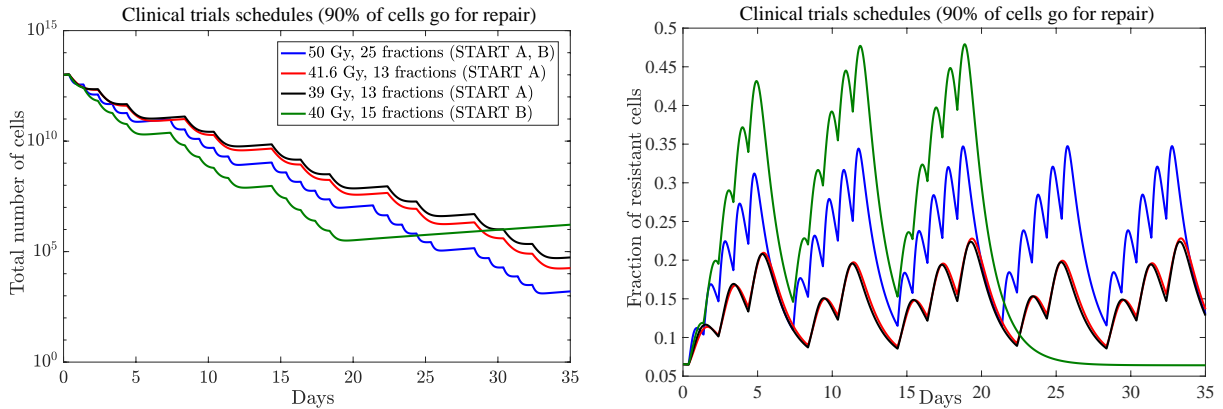 Clinical trials schedules (90% of cells go for repair)
10^15
10^10
10^5
10^0
Total number of cells
50 Gy, 25 fractions (START A, B)
41.6 Gy, 13 fractions (START A)
39 Gy, 13 fractions (START A)
40 Gy, 15 fractions (START B)
0 5 10 15 20 25 30 35
Days
Clinical trials schedules (90% of cells go for repair)
0.5
0.45
0.4
0.35
0.3
0.25
0.2
0.15
0.1
0.05
Fraction of resistant cells
0 5 10 15 20 25 30 35
Days